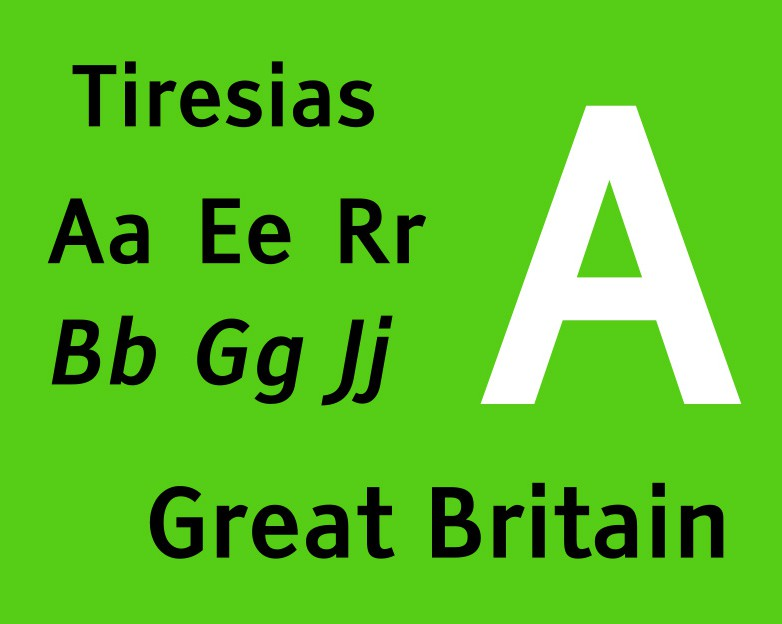 Tiresias
A
Aa Ee Rr
Bb Gg Jj
Great Britain